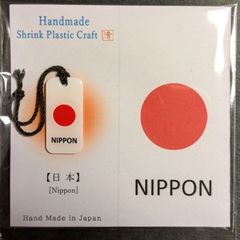 Handmade
Shrink Plastic Craft
NIPPON
【日本】
[Nippon]
Hand Made in Japan
NIPPON